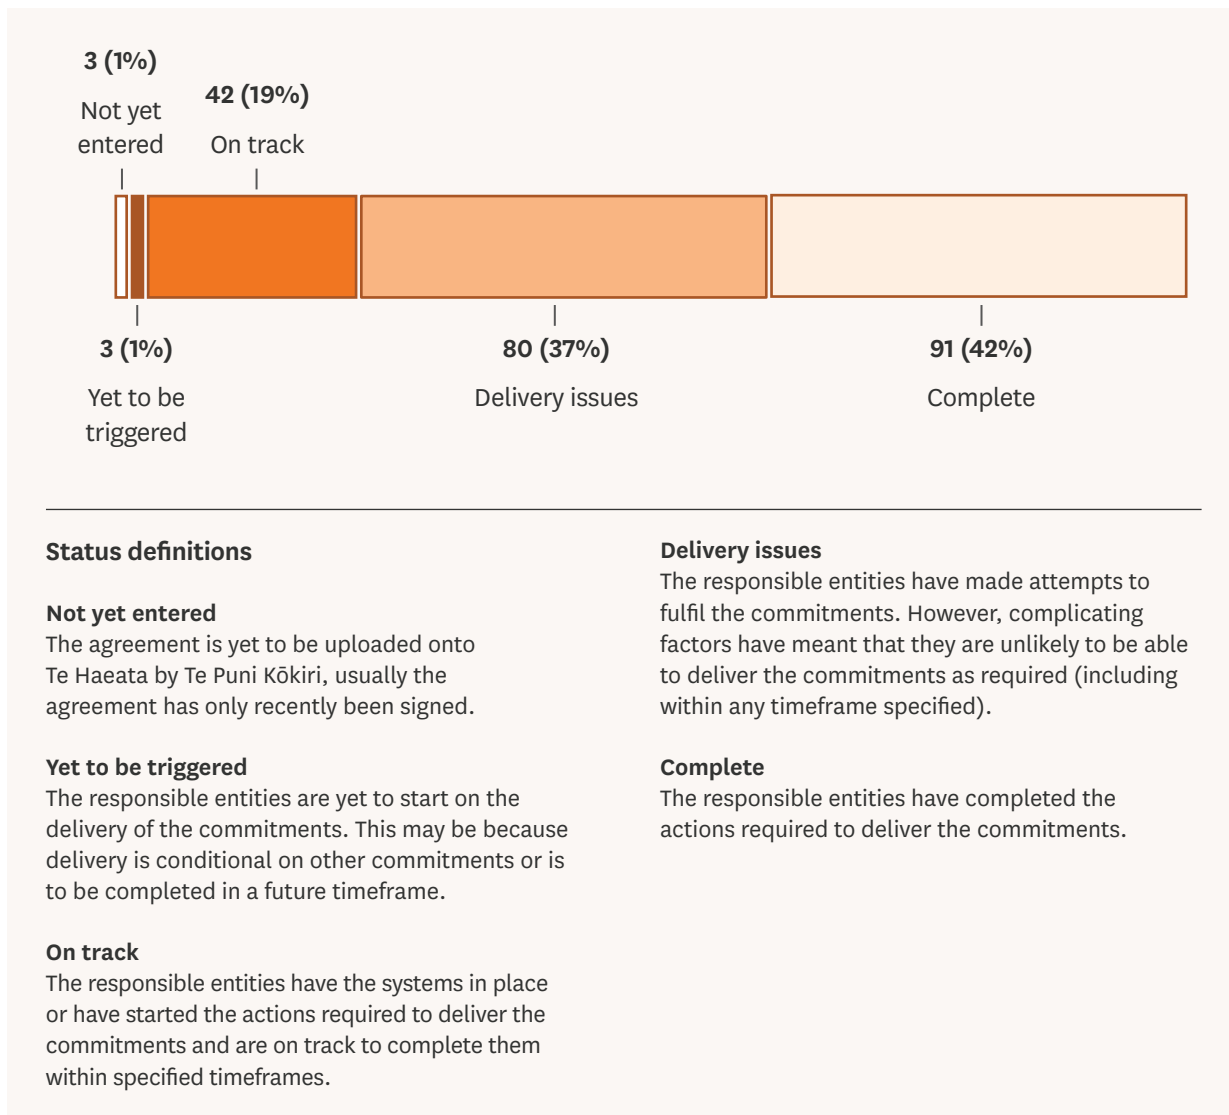 3 (1%)
Not yet
entered
42 (19%)
On track
3 (1%)
Yet to be
triggered
80 (37%)
Delivery issues
91 (42%)
Complete
Status definitions
Not yet entered
The agreement is yet to be uploaded onto
Te Haeata by Te Puni Kōkiri, usually the
agreement has only recently been signed.
Yet to be triggered
The responsible entities are yet to start on the
delivery of the commitments. This may be because
delivery is conditional on other commitments or is
to be completed in a future timeframe.
On track
The responsible entities have the systems in place
or have started the actions required to deliver the
commitments and are on track to complete them
within specified timeframes.
Delivery issues
The responsible entities have made attempts to
fulfil the commitments. However, complicating
factors have meant that they are unlikely to be able
to deliver the commitments as required (including
within any timeframe specified).
Complete
The responsible entities have completed the
actions required to deliver the commitments.